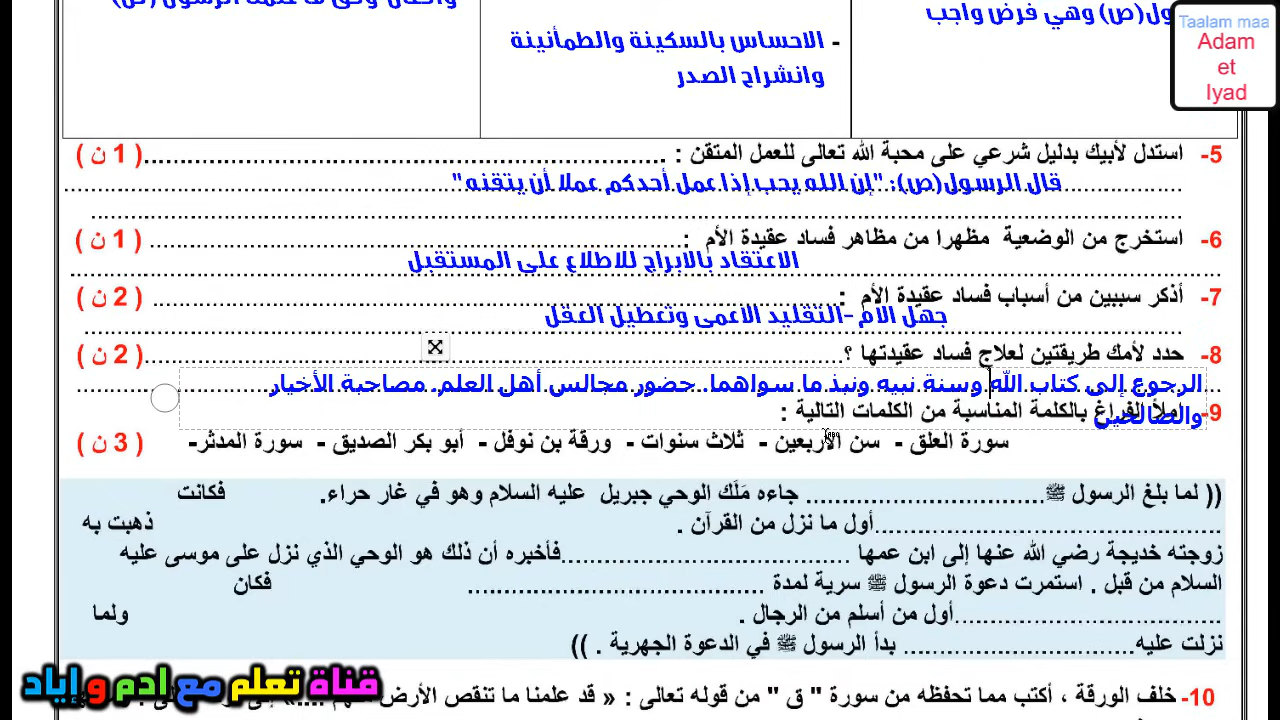 Taalam maa
Adam
et
Iyad
ول(ص) وهي فرض واجب
- الاحساس بالسكينة والطمأنينة
وانشراح الصدر
5- استدل لأبيك بدليل شرعي على محبة الله تعالى للعمل المتقن : ( 1 ن )
قال الرسول(ص): "إن الله يحب إذا عمل أحدكم عملا أن يتقنه"
6- استخرج من الوضعية مظهرا من مظاهر فساد عقيدة الأم : ( 1 ن )
الاعتقاد بالابراج للاطلاع على المستقبل
7- أذكر سببين من أسباب فساد عقيدة الأم : ( 2 ن )
جهل الام -التقليد الاعمى وتعطيل العقل
8- حدد لأمك طريقتين لعلاج فساد عقيدتها ؟ ( 2 ن )
الرجوع إلى كتاب الله وسنة نبيه ونبذ ما سواهما. حضور مجالس أهل العلم, مصاحبة الأخيار
والصالحين
9- املأ الفراغ بالكلمة المناسبة من الكلمات التالية :
سورة العلق - سن الأربعين - ثلاث سنوات - ورقة بن نوفل - أبو بكر الصديق - سورة المدثر- ( 3 ن )
(( لما بلغ الرسول ﷺ ................................ جاءه مَلَك الوحي جبريل عليه السلام وهو في غار حراء. فكانت
................................أول ما نزل من القرآن . ذهبت به
زوجته خديجة رضي الله عنها إلى ابن عمها ................................فأخبره أن ذلك هو الوحي الذي نزل على موسى عليه
السلام من قبل . استمرت دعوة الرسول ﷺ سرية لمدة ................................ فكان
................................أول من أسلم من الرجال . ولما
نزلت عليه................................ بدأ الرسول ﷺ في الدعوة الجهرية . ))
10- خلف الورقة ، أكتب مما تحفظه من سورة " ق " من قوله تعالى : « قد علمنا ما تنقص الأرض
قناة تعلم مع ادم و إياد